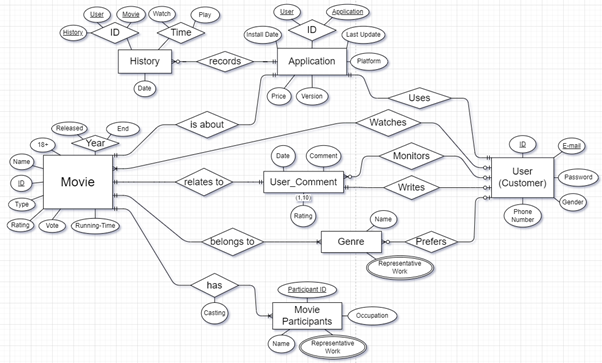 User
Movie
Watch
Play
User
Application
History
ID
Time
Install Date
ID
Last Update
History
records
Application
Platform
Date
Price
Version
Released
End
is about
Uses
18+
Year
Watches
Name
Date
Comment
Monitors
ID
E-mail
ID
Movie
relates to
User_Comment
User
(Customer)
Password
Type
Writes
Gender
(1,10)
Rating
Vote
Running-Time
Rating
Name
Phone
Number
belongs to
Genre
Prefers
Representative
Work
has
Participant ID
Casting
Movie
Participants
Occupation
Name
Representative
Work